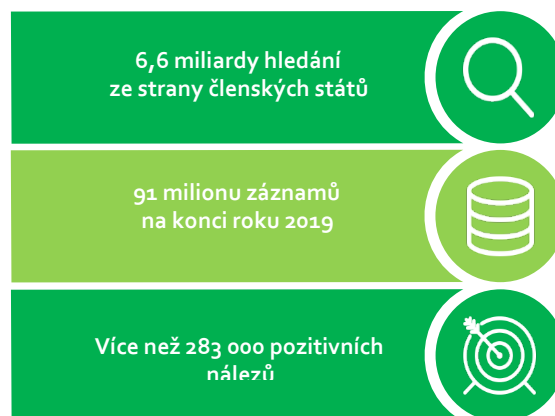 6,6 miliardy hledání
ze strany členských států
91 milionu záznamů
na konci roku 2019
Více než 283 000 pozitivních
nálezů